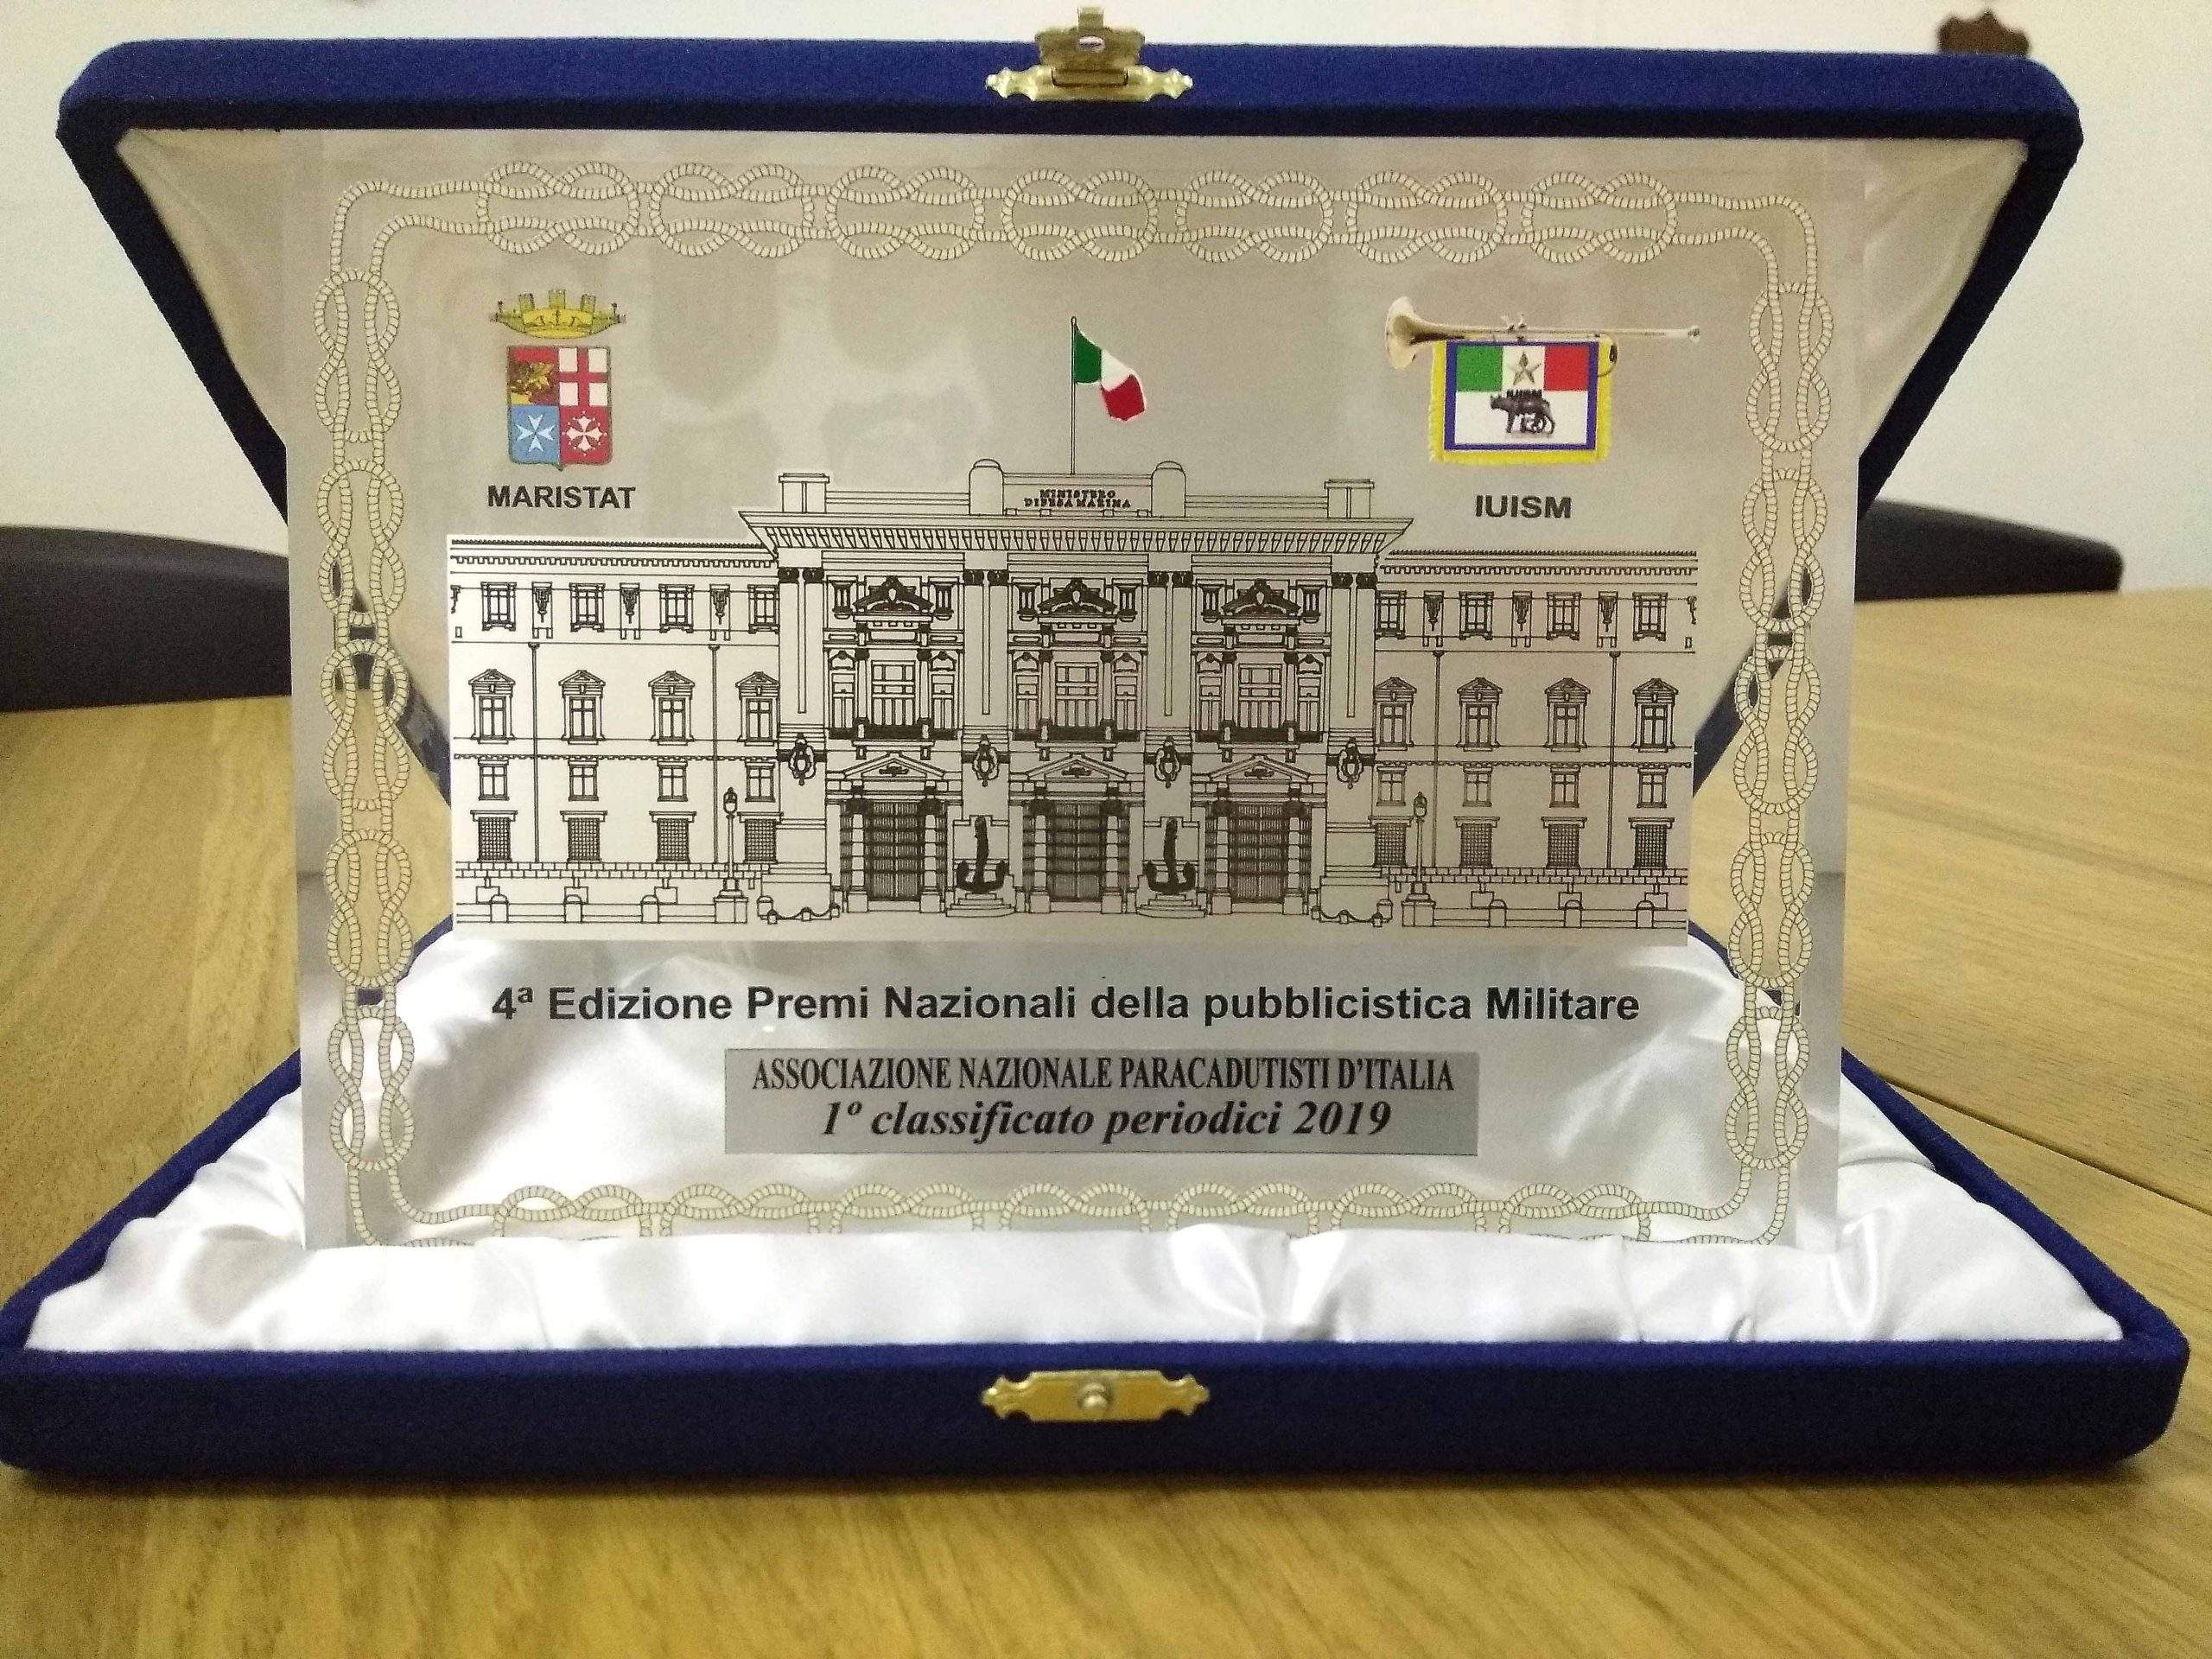 MARISTAT
IUISM
IUISM
MINISTERO
DIFESA MARINA
4ª Edizione Premi Nazionali della pubblicistica Militare
ASSOCIAZIONE NAZIONALE PARACADUTISTI D'ITALIA
1º classificato periodici 2019